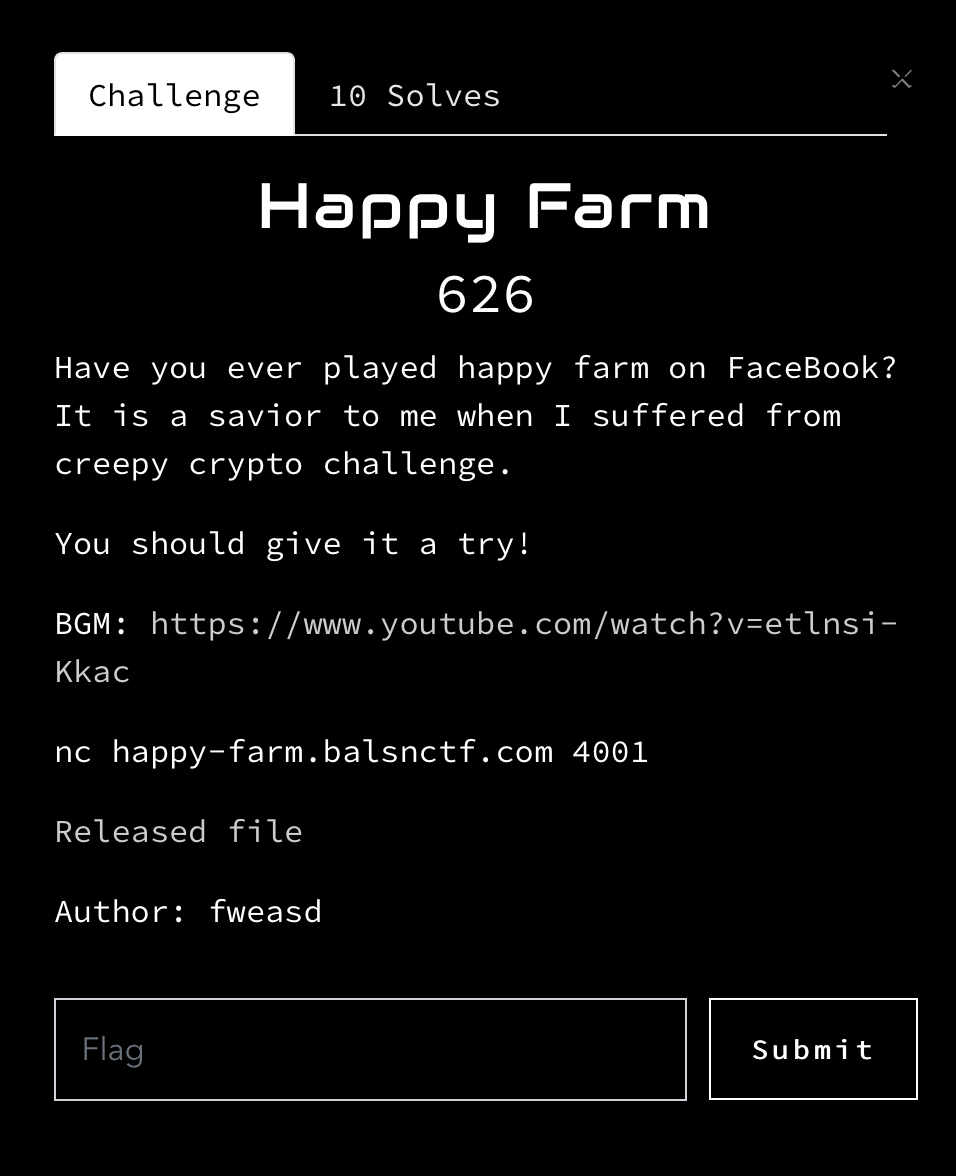 Challenge
10 Solves
Happy Farm
626
Have you ever played happy farm on FaceBook?
It is a savior to me when I suffered from
creepy crypto challenge.
You should give it a try!
BGM: https://www.youtube.com/watch?v=etlnsi-
Kkac
nc happy-farm.balsnctf.com 4001
Released file
Author: fweasd
Flag
Submit